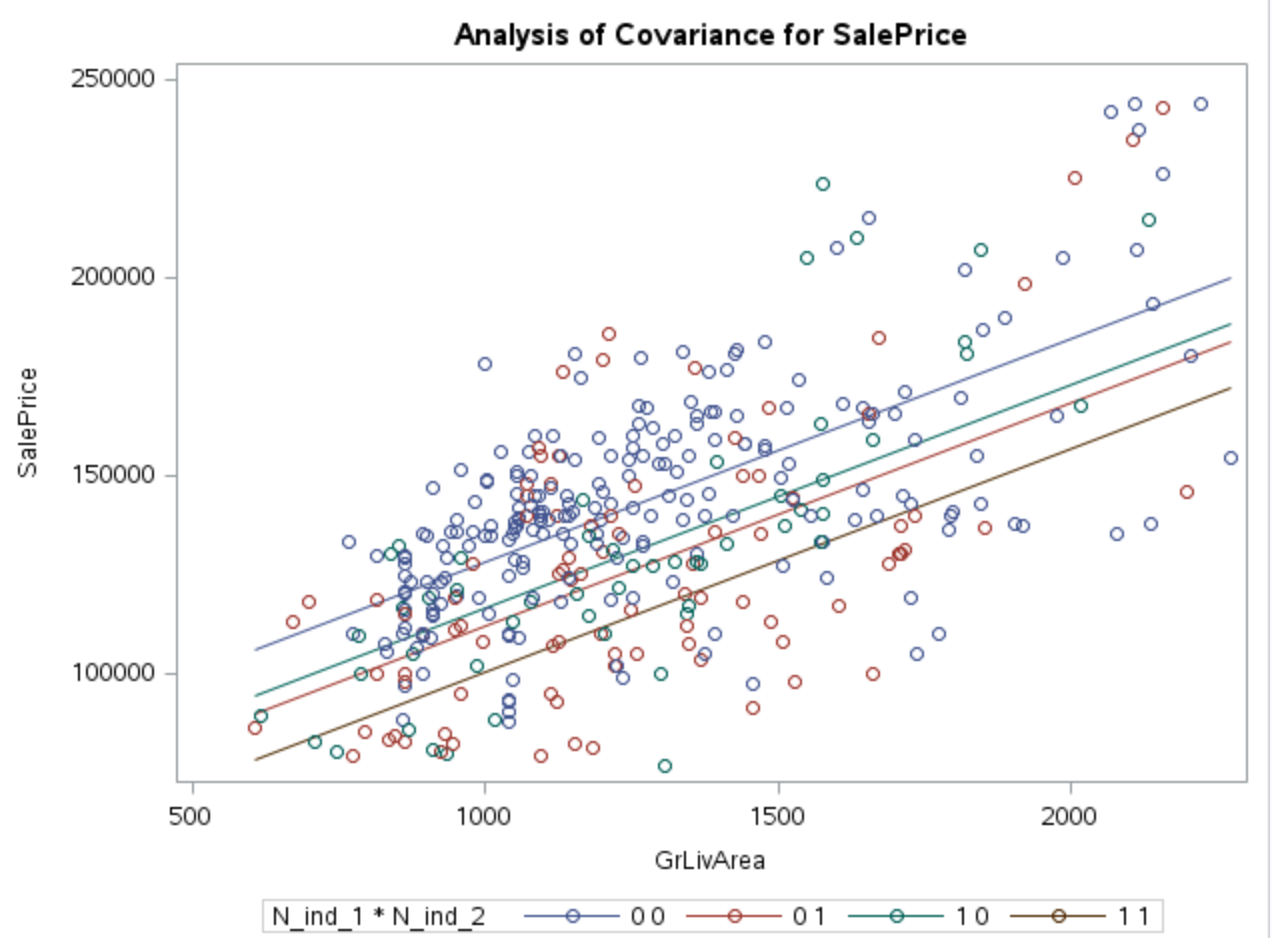 Analysis of Covariance for SalePrice
250000
200000
150000
100000
SalePrice
500 1000 1500 2000
GrLivArea
N_ind_1 * N_ind_2 0 0 0 1 1 0 1 1